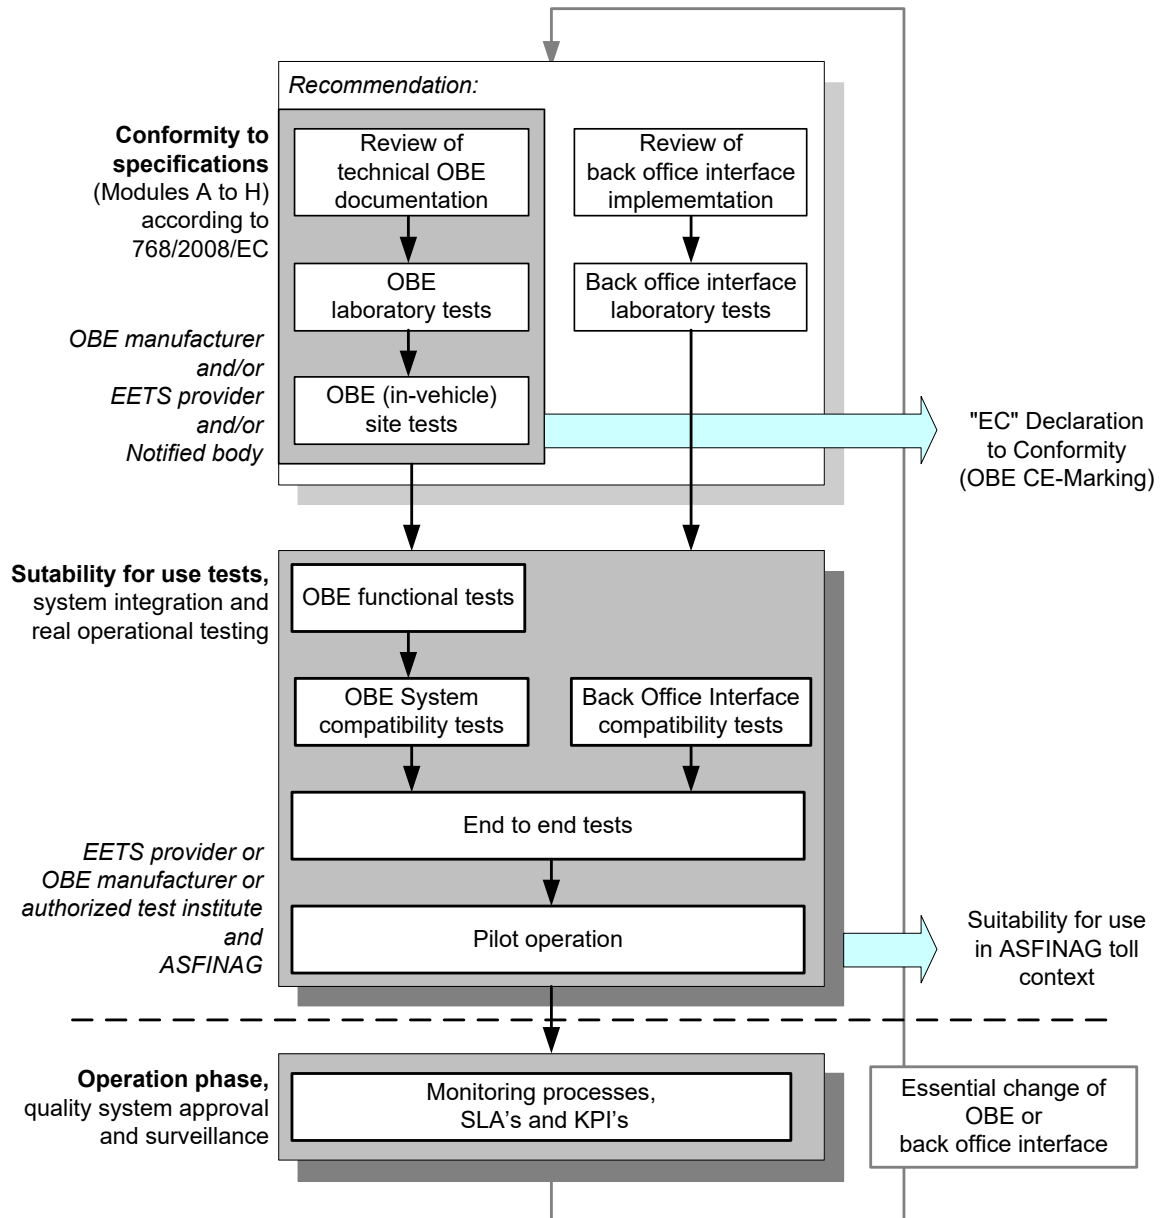 Recommendation:
Conformity to
specifications
(Modules A to H)
according to
768/2008/EC
Review of
technical OBE
documentation
Review of
back office interface
implememtation
OBE
laboratory tests
Back office interface
laboratory tests
OBE manufacturer
and/or
EETS provider
and/or
Notified body
OBE (in-vehicle)
site tests
"EC" Declaration
to Conformity
(OBE CE-Marking)
Sutability for use tests,
system integration and
real operational testing
OBE functional tests
OBE System
compatibility tests
Back Office Interface
compatibility tests
End to end tests
EETS provider or
OBE manufacturer or
authorized test institute
and
ASFINAG
Pilot operation
Suitability for use
in ASFINAG toll
context
Operation phase,
quality system approval
and surveillance
Monitoring processes,
SLA's and KPI's
Essential change of
OBE or
back office interface